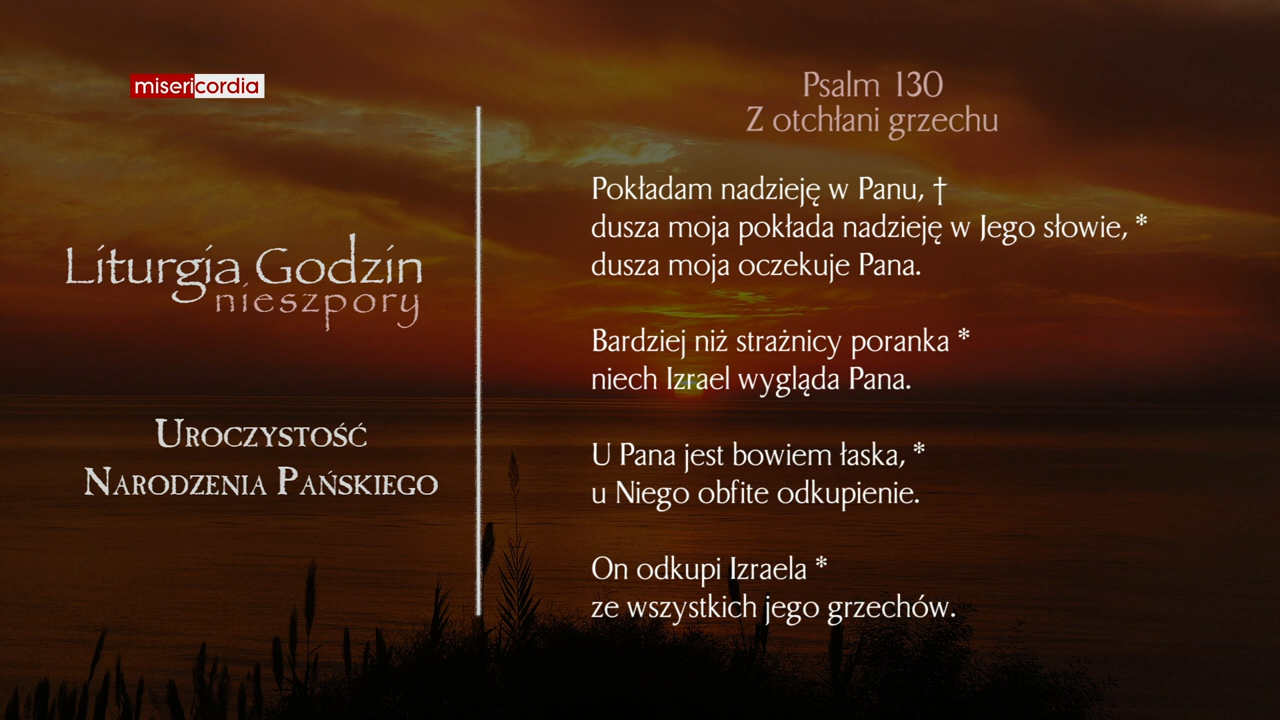 misericordia
Liturgia Godzin
nieszpory
Uroczystość
Narodzenia Pańskiego
Psalm 130
Z otchłani grzechu
Pokładam nadzieję w Panu, †
dusza moja pokłada nadzieję w Jego słowie, *
dusza moja oczekuje Pana.
Bardziej niż strażnicy poranka *
niech Izrael wygląda Pana.
U Pana jest bowiem łaska, *
u Niego obfite odkupienie.
On odkupi Izraela *
ze wszystkich jego grzechów.